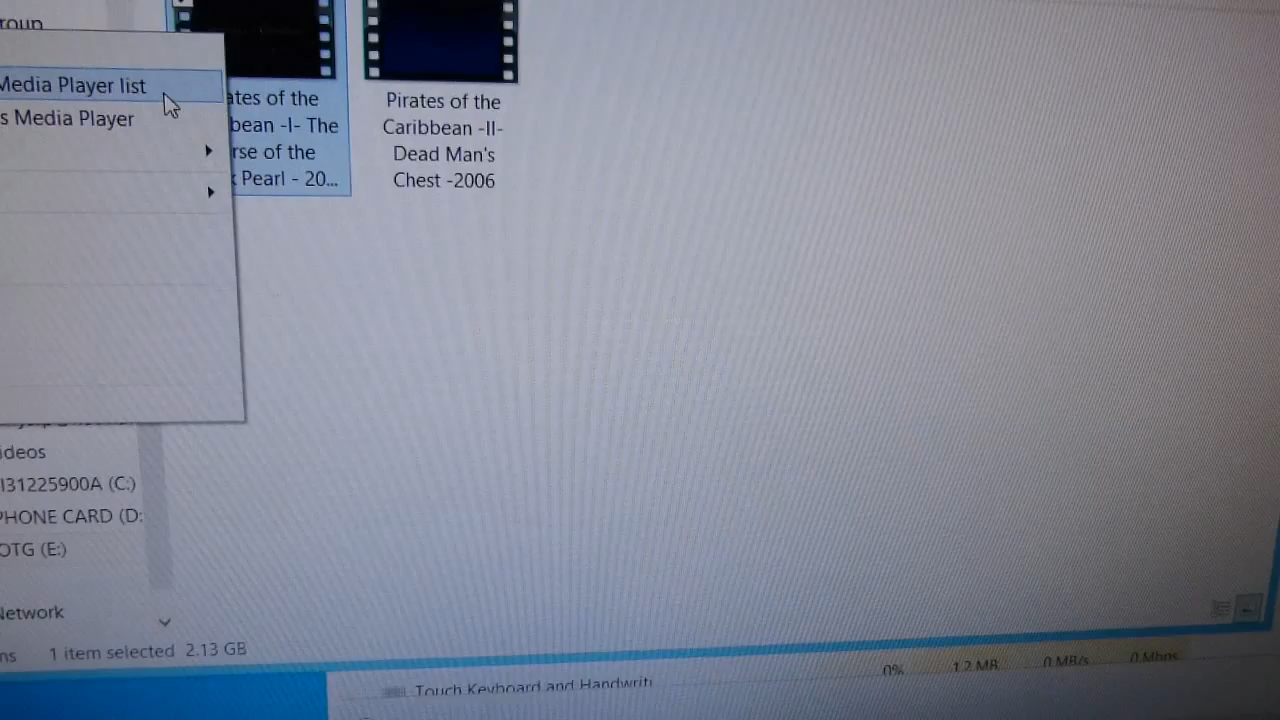 roup
Media Player list
s Media Player
ates of the
bean -I- The
rse of the
k Pearl - 20...
Pirates of the
Caribbean -II-
Dead Man's
Chest -2006
ideos
I31225900A (C:)
PHONE CARD (D:
OTG (E:)
Network
ms 1 item selected 2.13 GB
0% 1.2 MB 0 MB/s 0 Mbps
Touch Keyboard and Handwriti